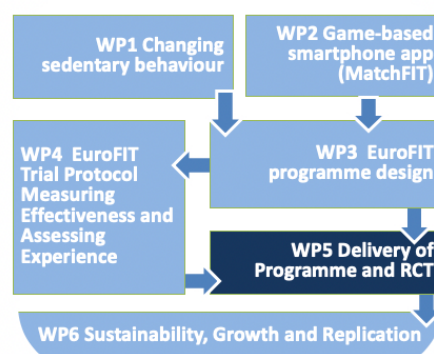 WP1 Changing
sedentary behaviour
WP2 Game-based
smartphone app
(MatchFIT)
WP3 EuroFIT
programme design
WP4 EuroFIT
Trial Protocol
Measuring
Effectiveness and
Assessing
Experience
WP5 Delivery of
Programme and RCT
WP6 Sustainability, Growth and Replication